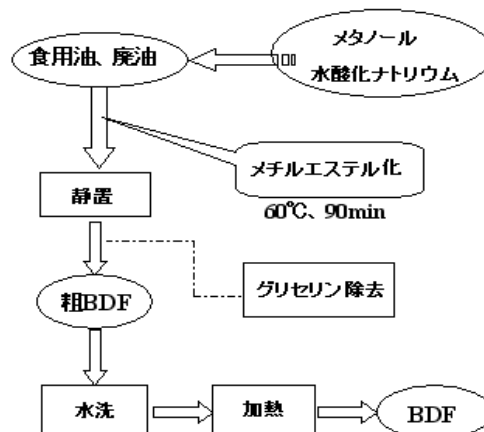 食用油、廃油
メタノール
水酸化ナトリウム
メチルエステル化
60℃、90min
静置
グリセリン除去
粗BDF
水洗
加熱
BDF